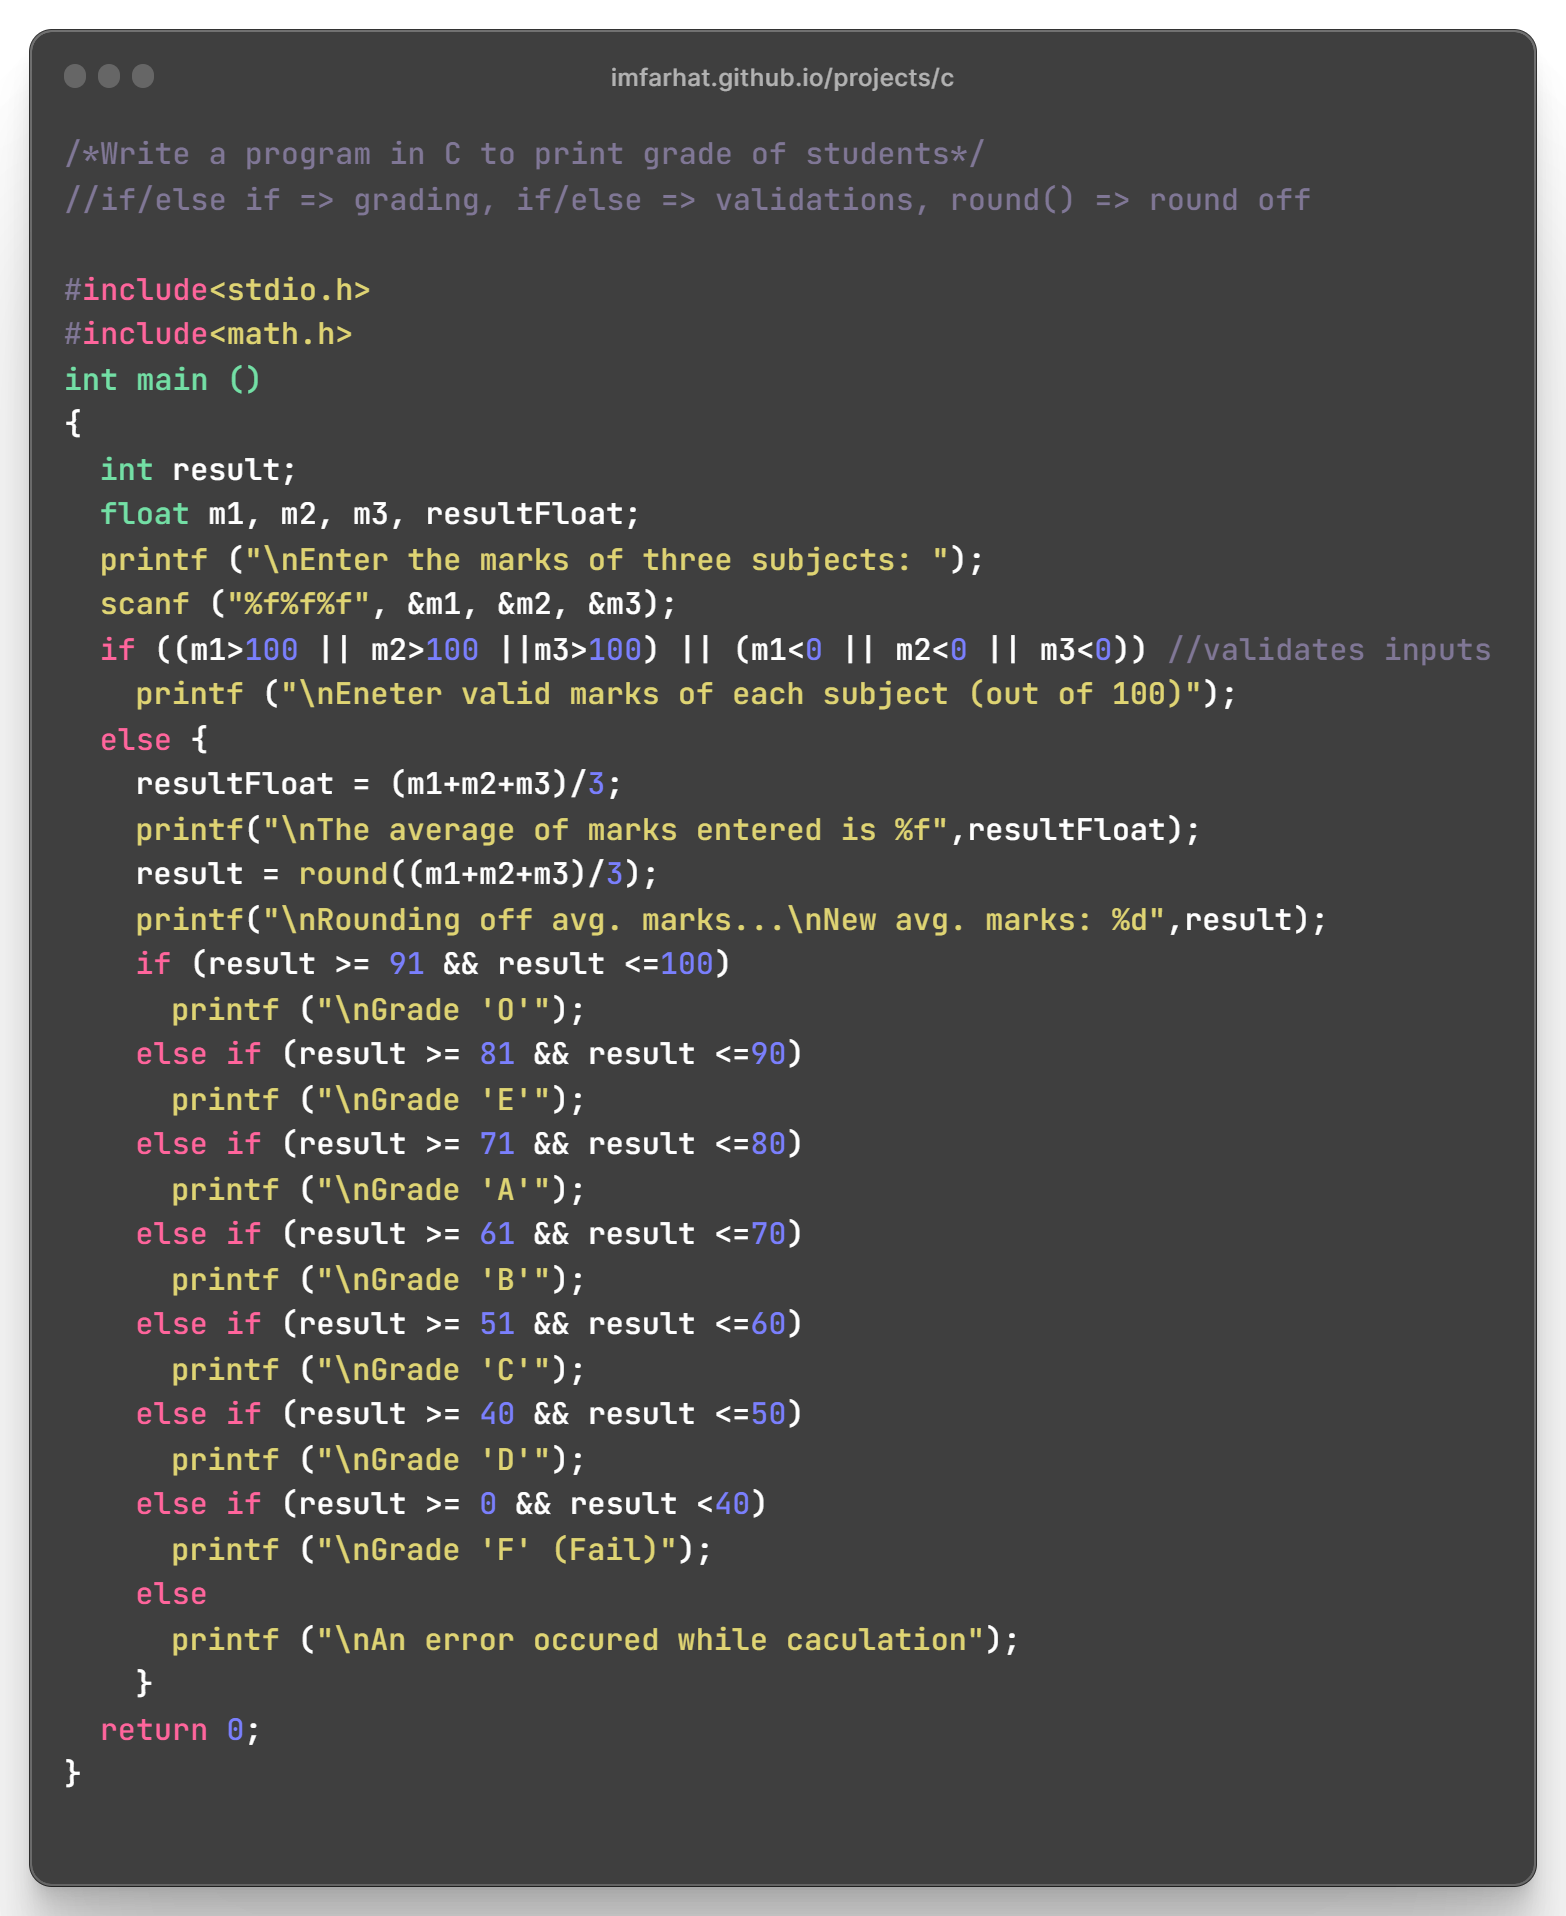 imfarhat.github.io/projects/c
/*Write a program in C to print grade of students*/
//if/else if => grading, if/else => validations, round() => round off
#include<stdio.h>
#include<math.h>
int main ()
{
  int result;
  float m1, m2, m3, resultFloat;
  printf ("\nEnter the marks of three subjects: ");
  scanf ("%f%f%f", &m1, &m2, &m3);
  if ((m1>100 || m2>100 ||m3>100) || (m1<0 || m2<0 || m3<0)) //validates inputs
    printf ("\nEneter valid marks of each subject (out of 100)");
  else {
    resultFloat = (m1+m2+m3)/3;
    printf("\nThe average of marks entered is %f",resultFloat);
    result = round((m1+m2+m3)/3);
    printf("\nRounding off avg. marks...\nNew avg. marks: %d",result);
    if (result >= 91 && result <=100)
      printf ("\nGrade 'O'");
    else if (result >= 81 && result <=90)
      printf ("\nGrade 'E'");
    else if (result >= 71 && result <=80)
      printf ("\nGrade 'A'");
    else if (result >= 61 && result <=70)
      printf ("\nGrade 'B'");
    else if (result >= 51 && result <=60)
      printf ("\nGrade 'C'");
    else if (result >= 40 && result <=50)
      printf ("\nGrade 'D'");
    else if (result >= 0 && result <40)
      printf ("\nGrade 'F' (Fail)");
    else
      printf ("\nAn error occured while caculation");
    }
  return 0;
}